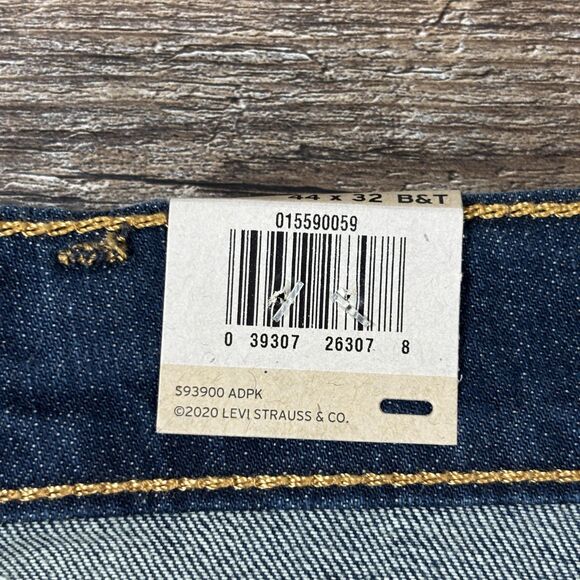 44 x 32 B&T
015590059
0 39307 26307 8
S93900 ADPK
©2020 LEVI STRAUSS & CO.